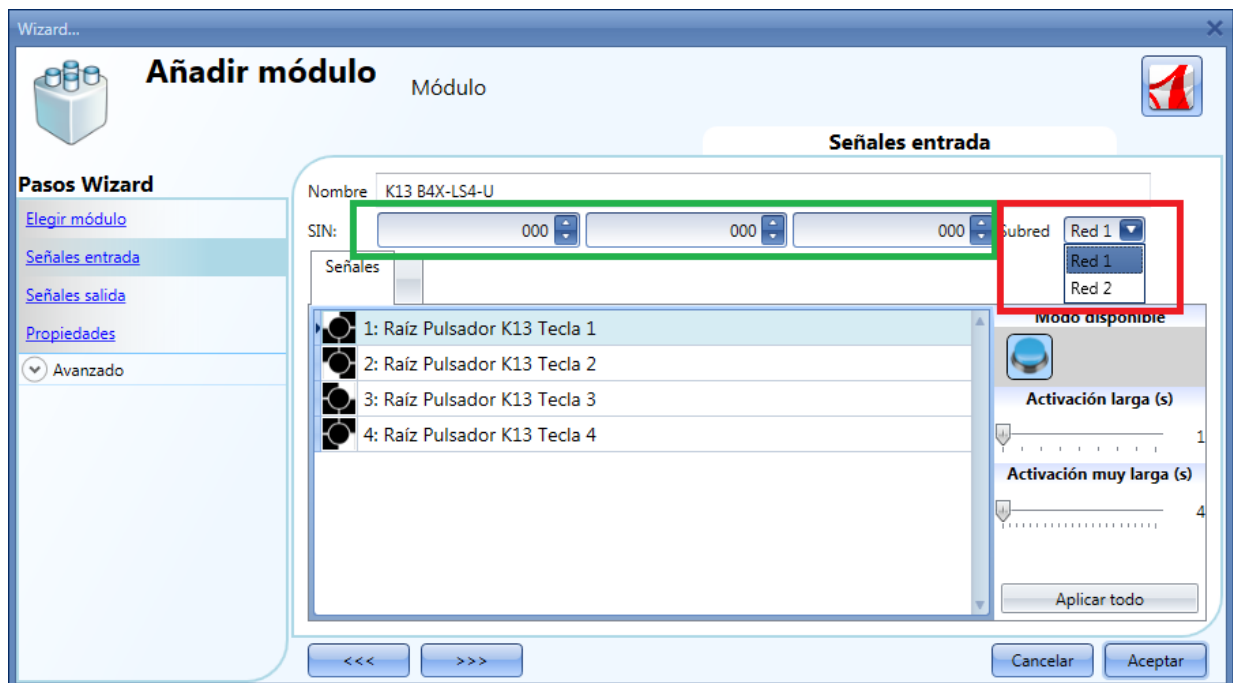 Wizard...
Añadir módulo
Módulo
Señales entrada
Pasos Wizard
Elegir módulo
Señales entrada
Señales salida
Propiedades
Avanzado
Nombre K13 B4X-LS4-U
SIN: 000 000 000 Subred Red 1
Red 1
Red 2
Señales
1: Raíz Pulsador K13 Tecla 1
2: Raíz Pulsador K13 Tecla 2
3: Raíz Pulsador K13 Tecla 3
4: Raíz Pulsador K13 Tecla 4
Modo disponible
Activación larga (s)
1
Activación muy larga (s)
4
Aplicar todo
<<< >>> Cancelar Aceptar